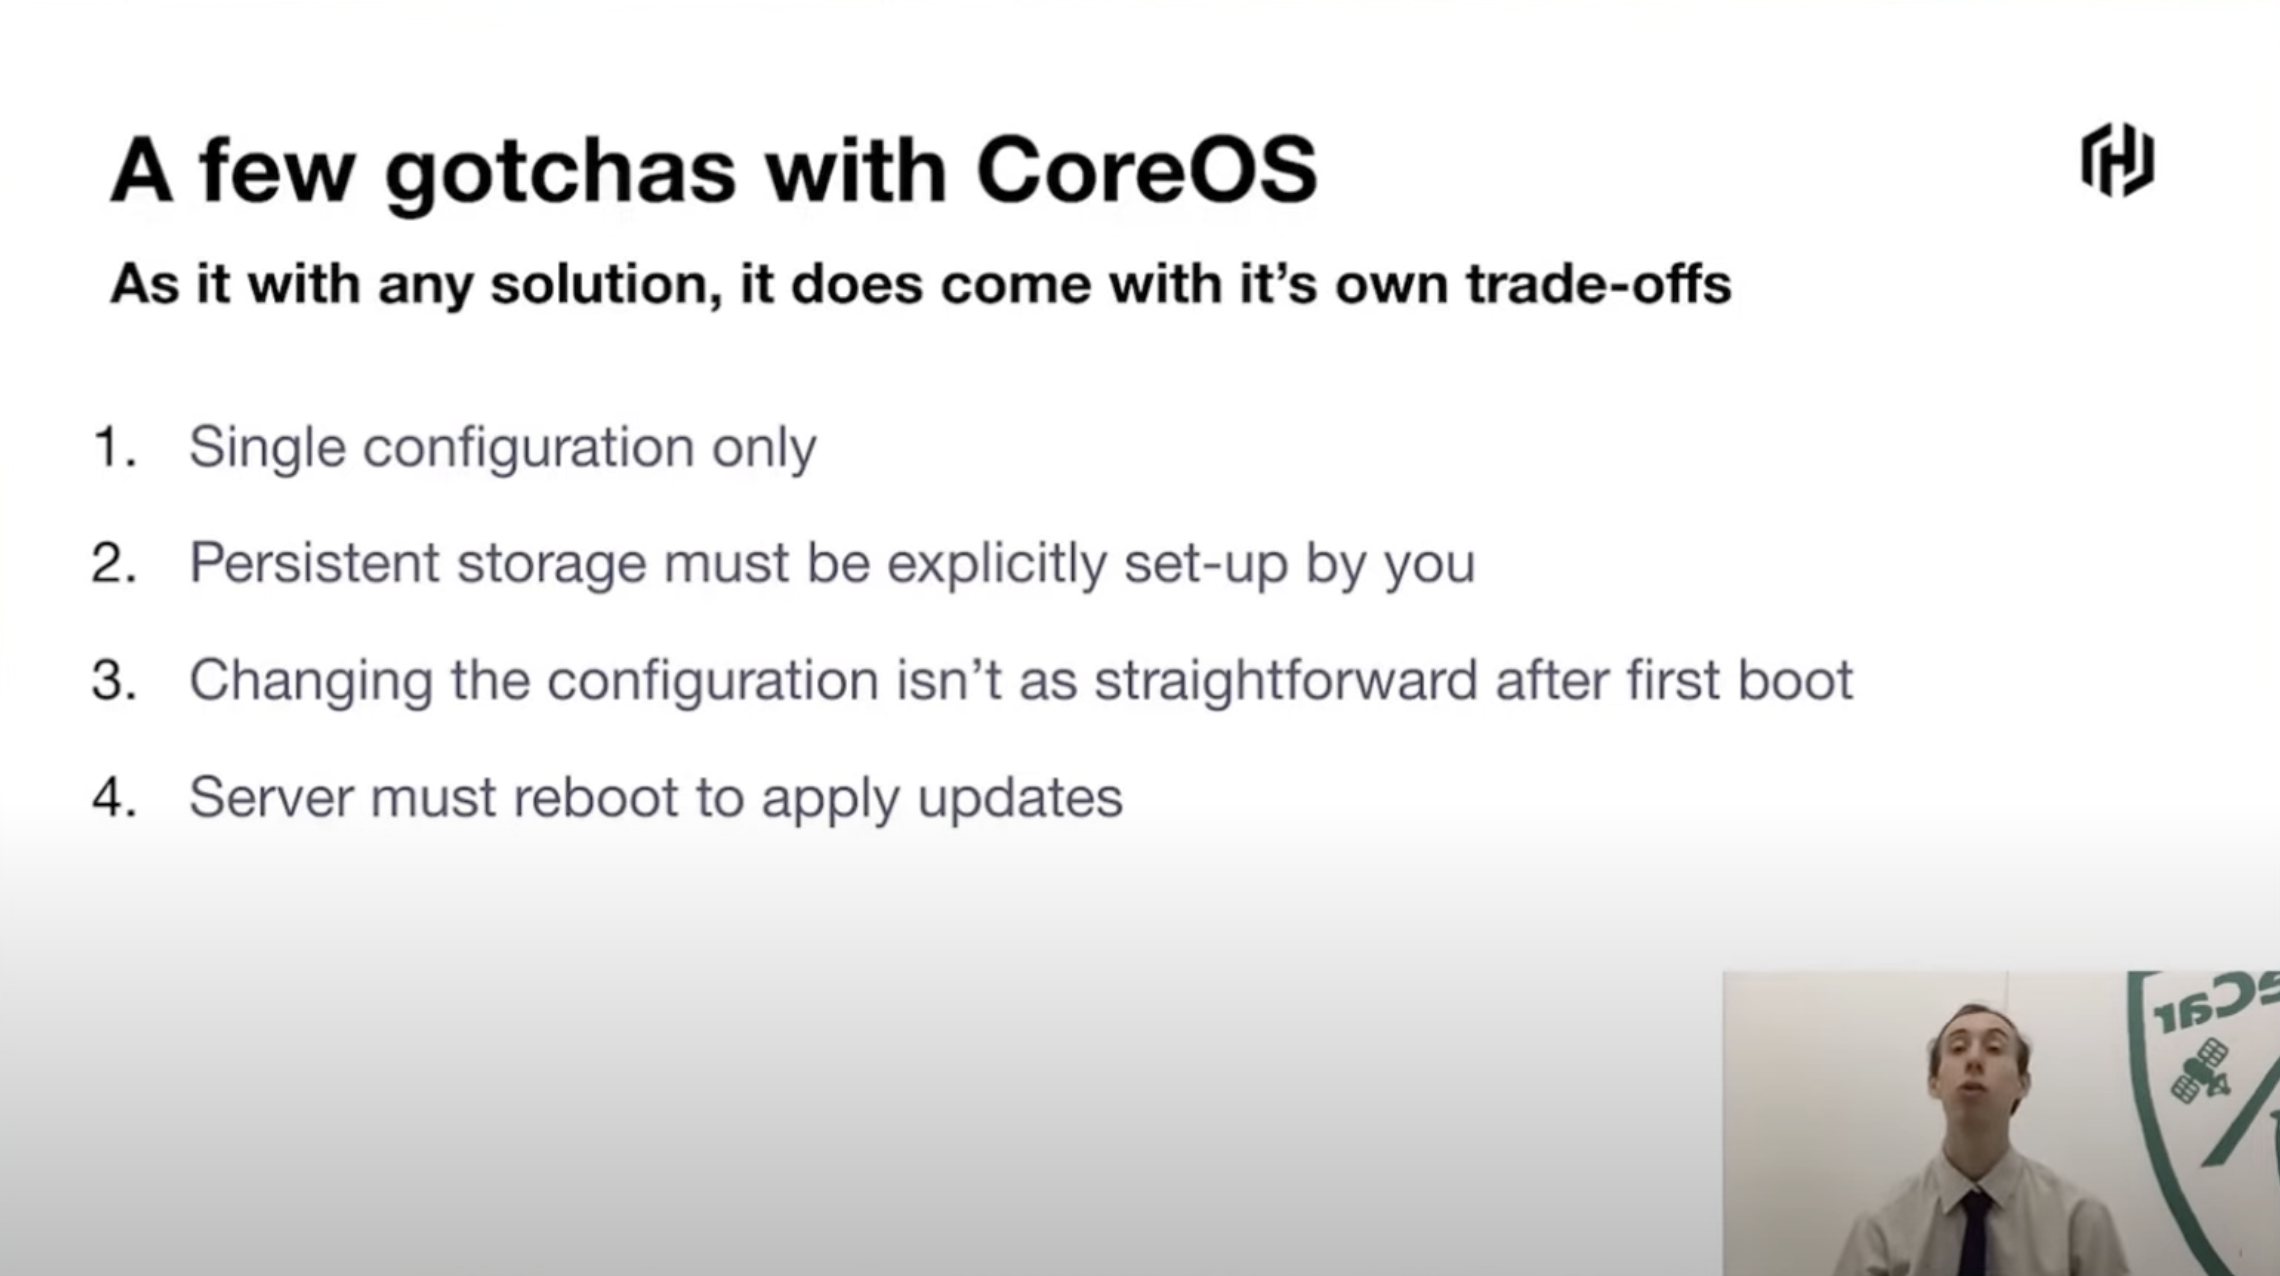 A few gotchas with CoreOS
As it with any solution, it does come with it’s own trade-offs
1. Single configuration only
2. Persistent storage must be explicitly set-up by you
3. Changing the configuration isn’t as straightforward after first boot
4. Server must reboot to apply updates